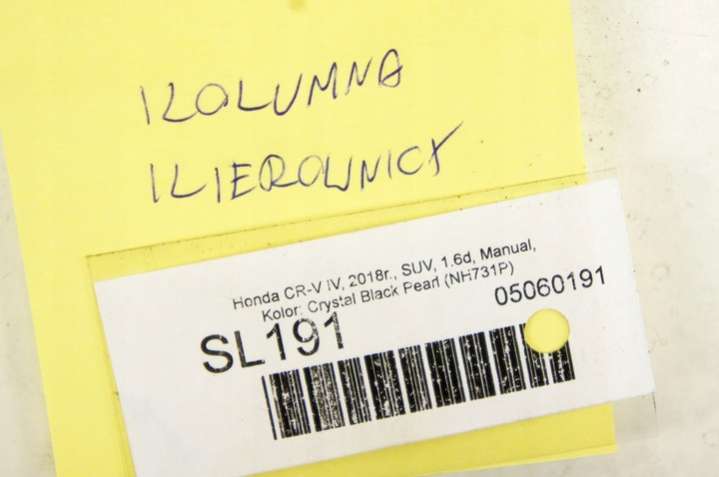 KOLUMNA
KIEROWNICY
Honda CR-V IV, 2018r., SUV, 1.6d, Manual,
Kolor: Crystal Black Pearl (NH731P)
SL191
05060191